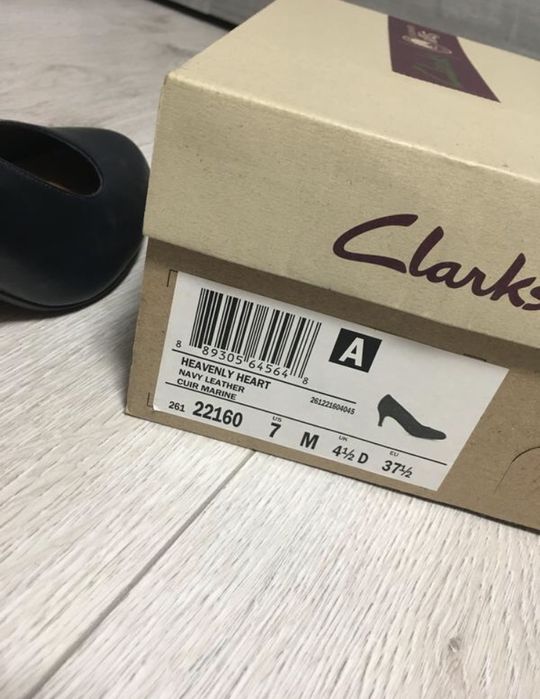 Clarks
Clarks
8 89305 64564 8
A
HEAVENLY HEART
NAVY LEATHER
CUIR MARINE
261221604045
261 22160
US
7 M
UK
4½ D
EU
37½